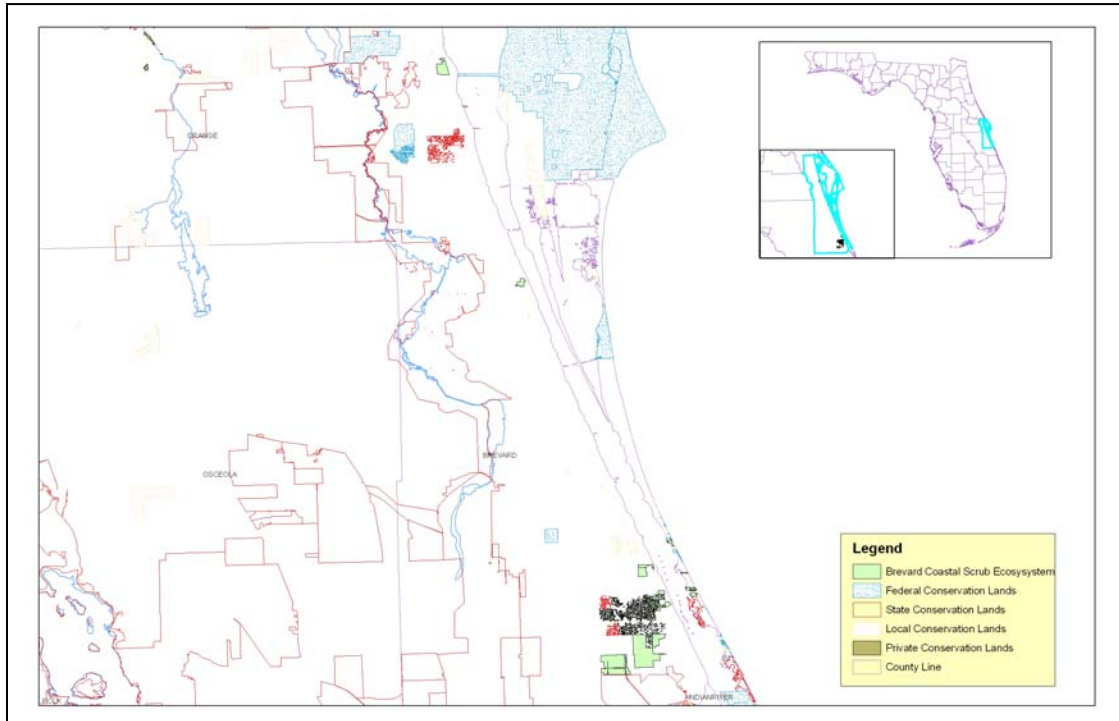 ORANGE
OSCEOLA
BREVARD
INDIAN RIVER
Legend
Brevard Coastal Scrub Ecosysystem
Federal Conservation Lands
State Conservation Lands
Local Conservation Lands
Private Conservation Lands
County Line